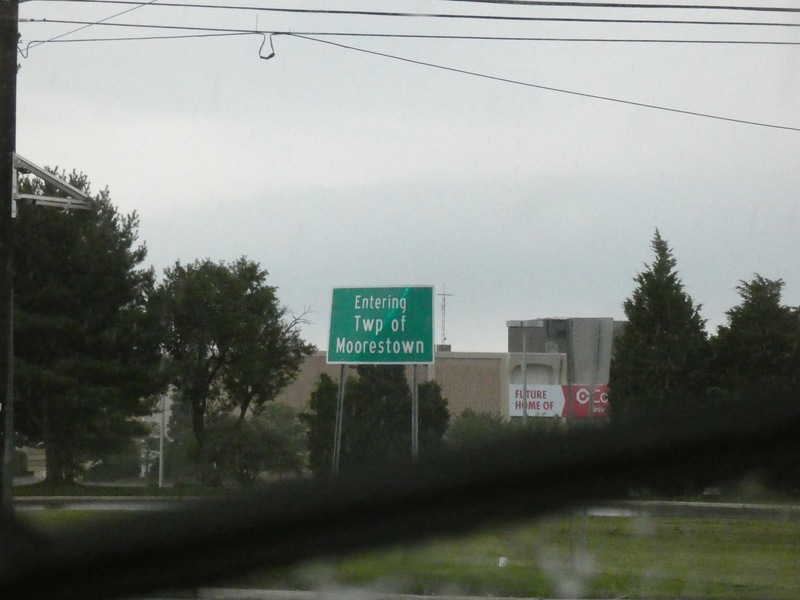 Entering
Twp of
Moorestown
FUTURE
HOME OF